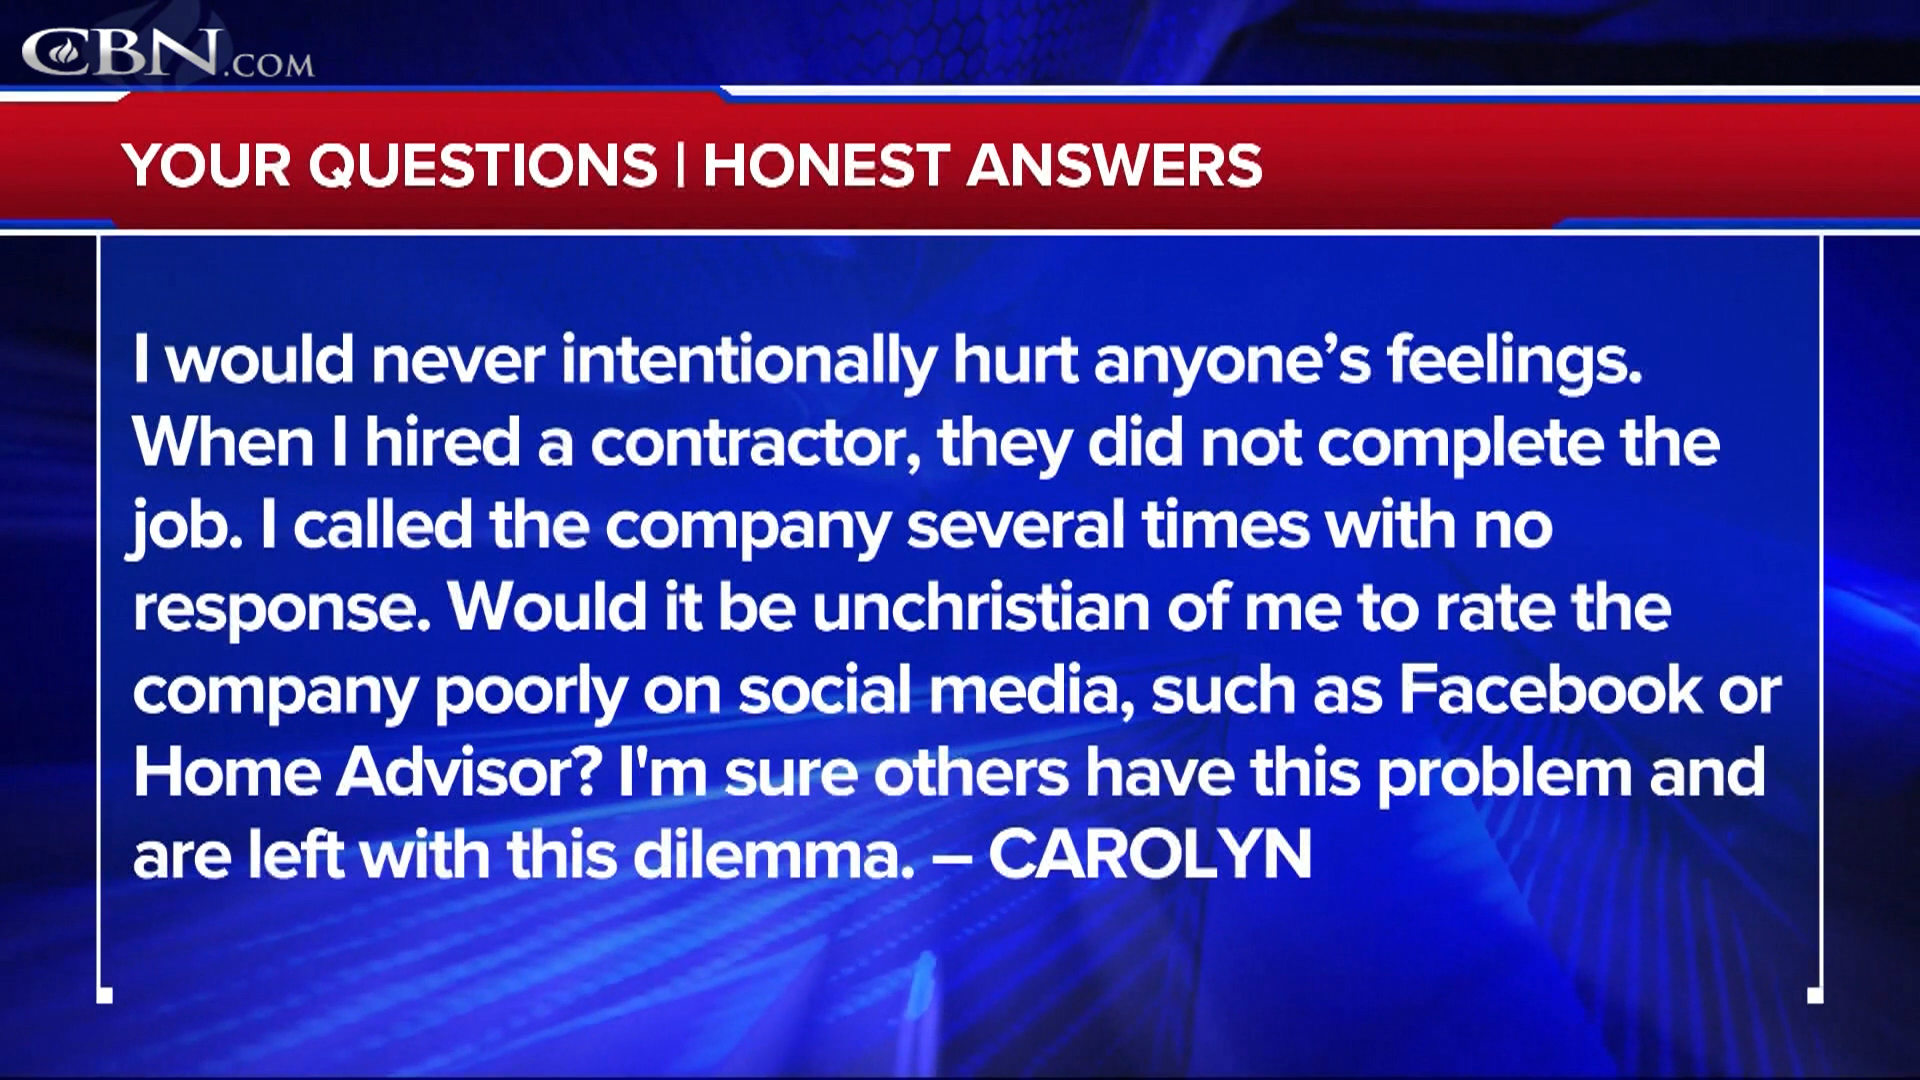 CBN.COM
YOUR QUESTIONS | HONEST ANSWERS
I would never intentionally hurt anyone’s feelings.
When I hired a contractor, they did not complete the
job. I called the company several times with no
response. Would it be unchristian of me to rate the
company poorly on social media, such as Facebook or
Home Advisor? I'm sure others have this problem and
are left with this dilemma. – CAROLYN